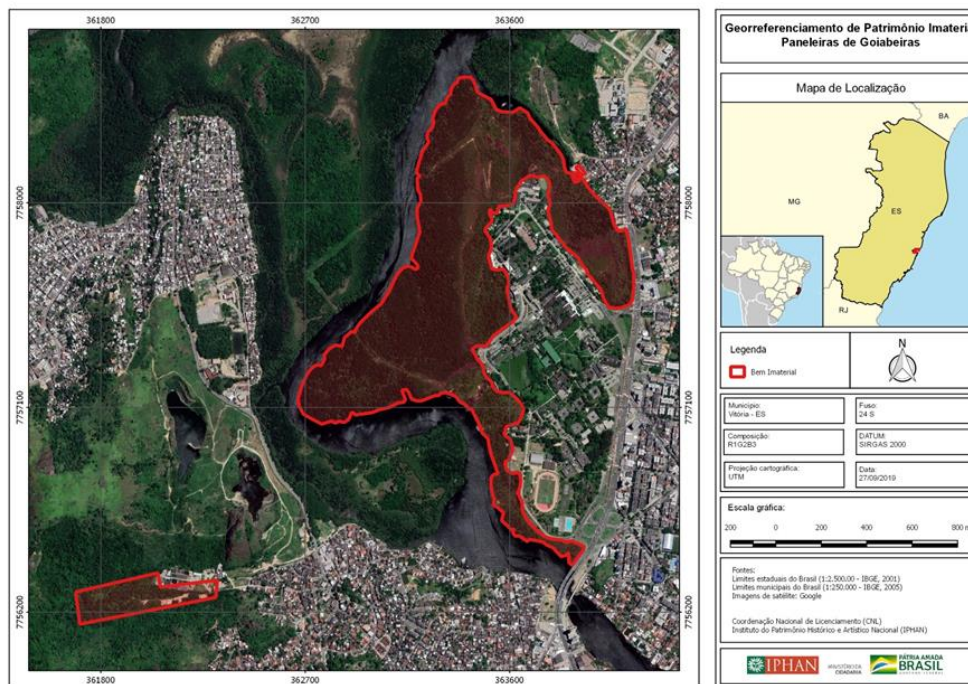 361800
362700
363600
7758000
7757100
7756200
7758000
7757100
7756200
361800
362700
363600
Georreferenciamento de Patrimônio Imateria
Paneleiras de Goiabeiras
Mapa de Localização
BA
MG
ES
RJ
Legenda
Bem Imaterial
N
Município:
Vitória - ES
Fuso:
24 S
Composição:
R1G2B3
DATUM:
SIRGAS 2000
Projeção cartográfica:
UTM
Data:
27/09/2019
Escala gráfica:
200 0 200 400 600 800 m
Fontes:
Limites estaduais do Brasil (1:2.500.00 - IBGE, 2001)
Limites municipais do Brasil (1:250.000 - IBGE, 2005)
Imagens de satélite: Google
Coordenação Nacional de Licenciamento (CNL)
Instituto do Patrimônio Histórico e Artístico Nacional (IPHAN)
IPHAN
MINISTÉRIO DA
CIDADANIA
PÁTRIA AMADA
BRASIL